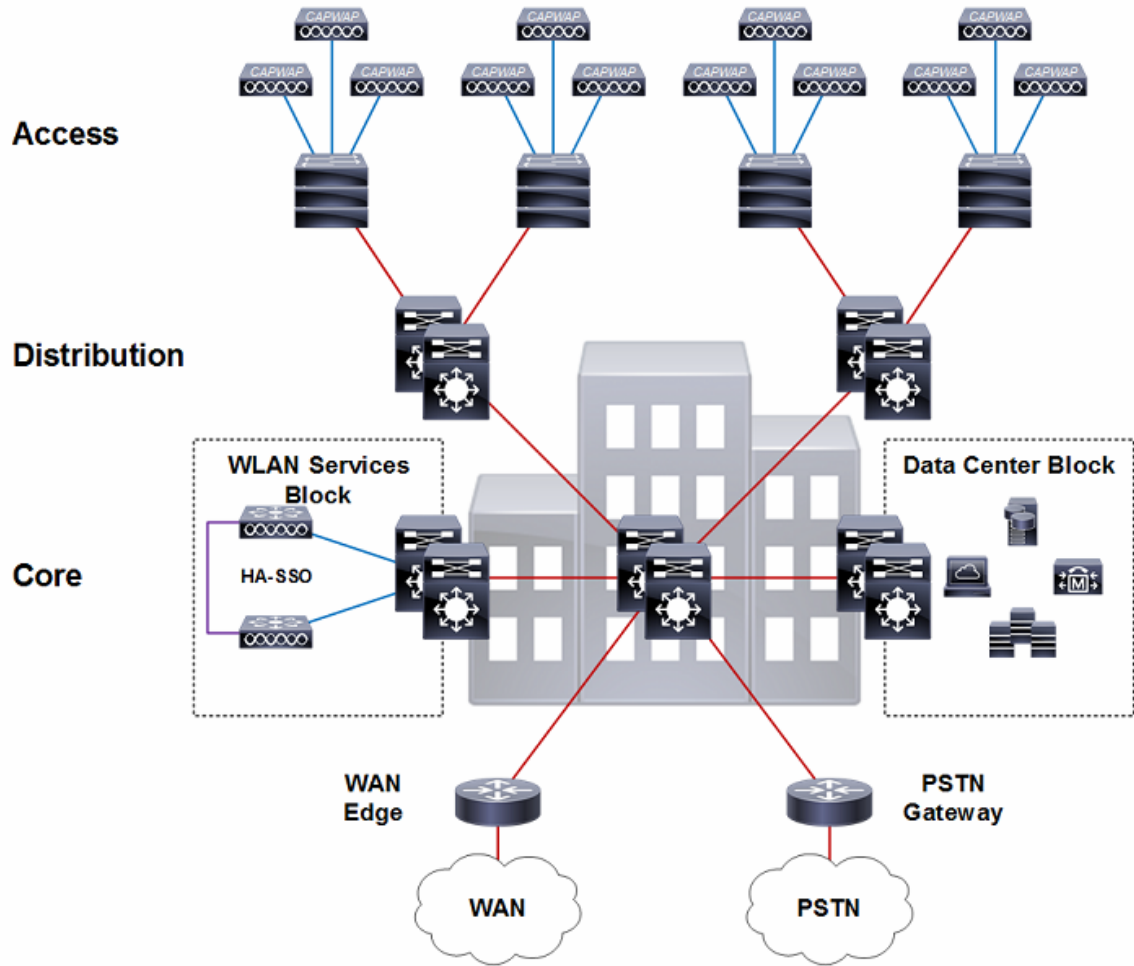 CAPWAP
CAPWAP
CAPWAP
CAPWAP
CAPWAP
CAPWAP
CAPWAP
CAPWAP
CAPWAP
CAPWAP
CAPWAP
CAPWAP
Access
Distribution
WLAN Services
Block
Data Center Block
HA-SSO
Core
M
WAN
Edge
PSTN
Gateway
WAN
PSTN